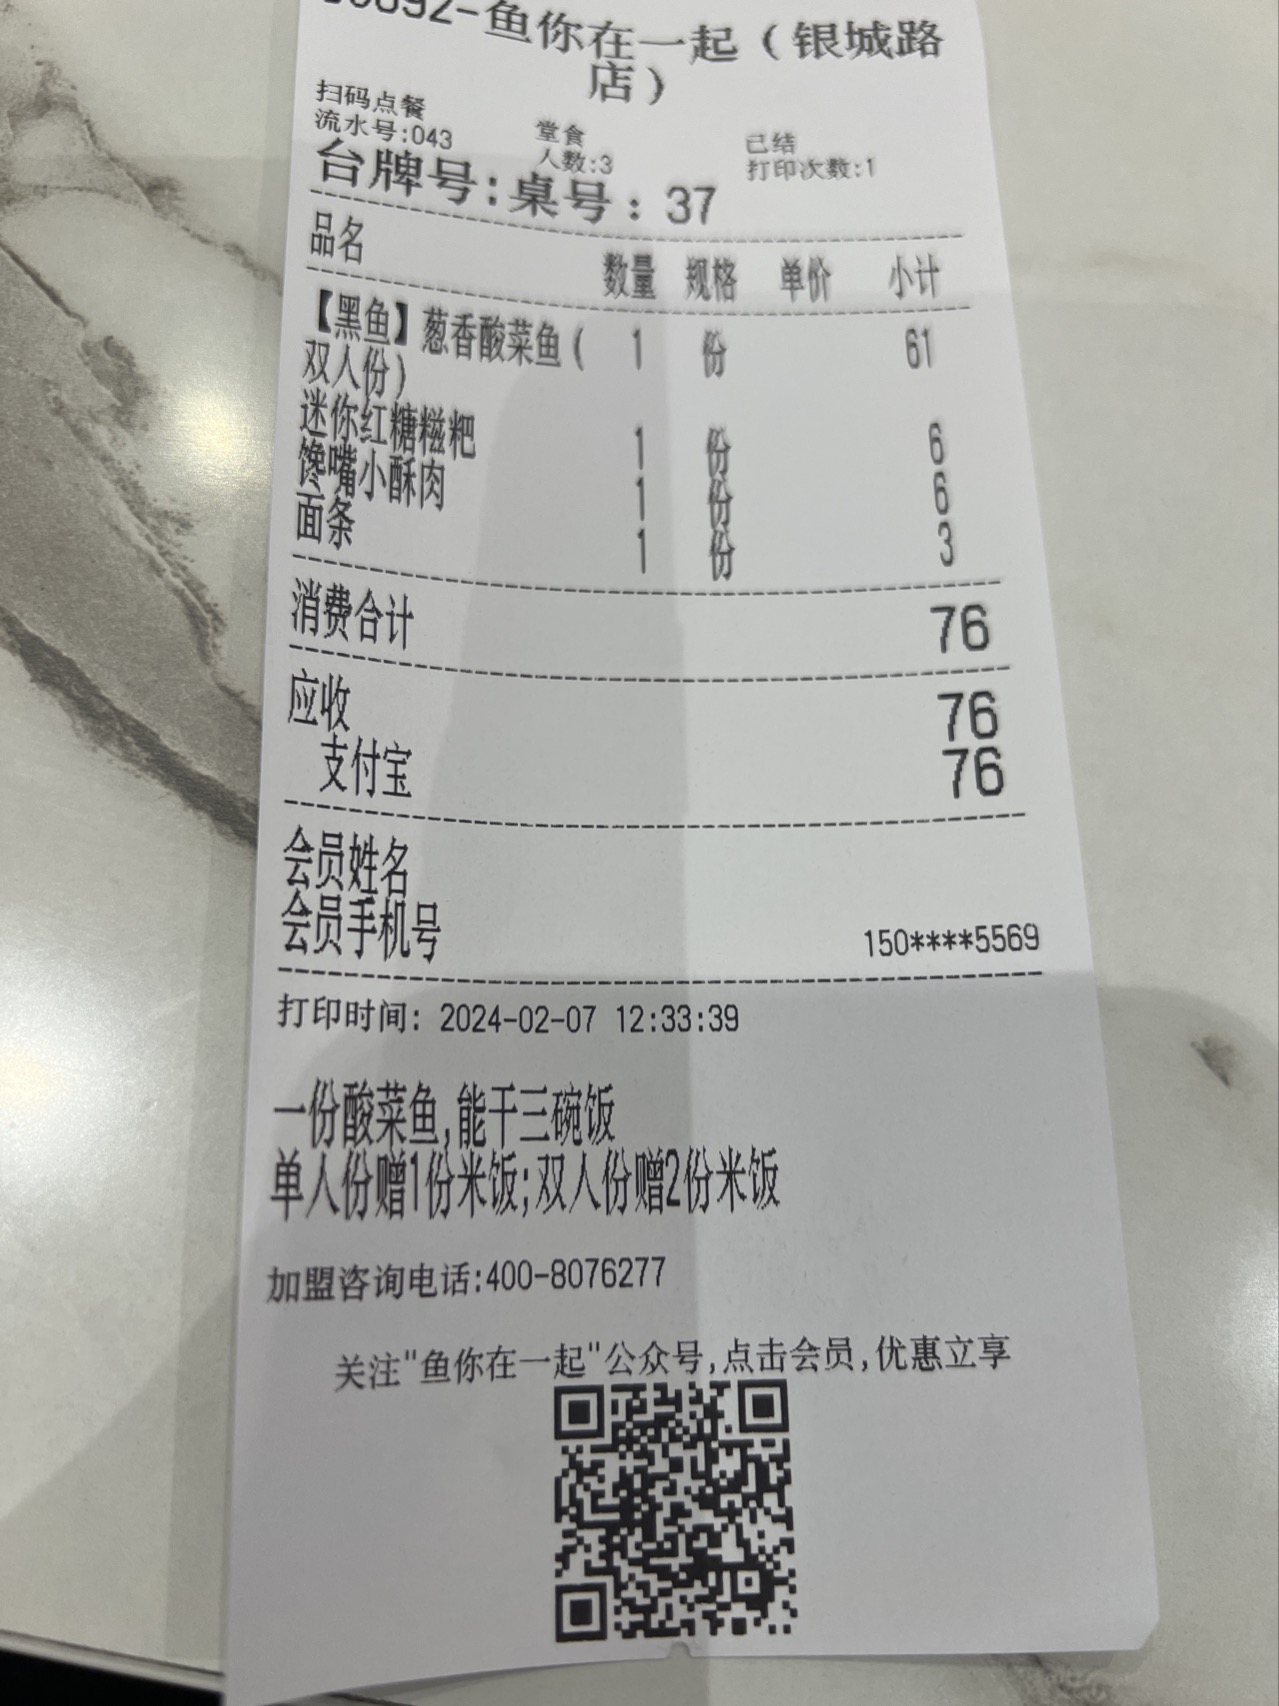 -鱼你在一起（银城路
店）
扫码点餐 堂食 已结
流水号:043 人数:3 打印次数:1
台牌号:桌号：37
品名 数量 规格 单价 小计
【黑鱼】葱香酸菜鱼( 1 份 61
双人份)
迷你红糖糍粑 1 份 6
馋嘴小酥肉 1 份 6
面条 1 份 3
消费合计 76
应收 76
支付宝 76
会员姓名
会员手机号 150****5569
打印时间: 2024-02-07 12:33:39
一份酸菜鱼,能干三碗饭
单人份赠1份米饭;双人份赠2份米饭
加盟咨询电话:400-8076277
关注"鱼你在一起"公众号,点击会员,优惠立享